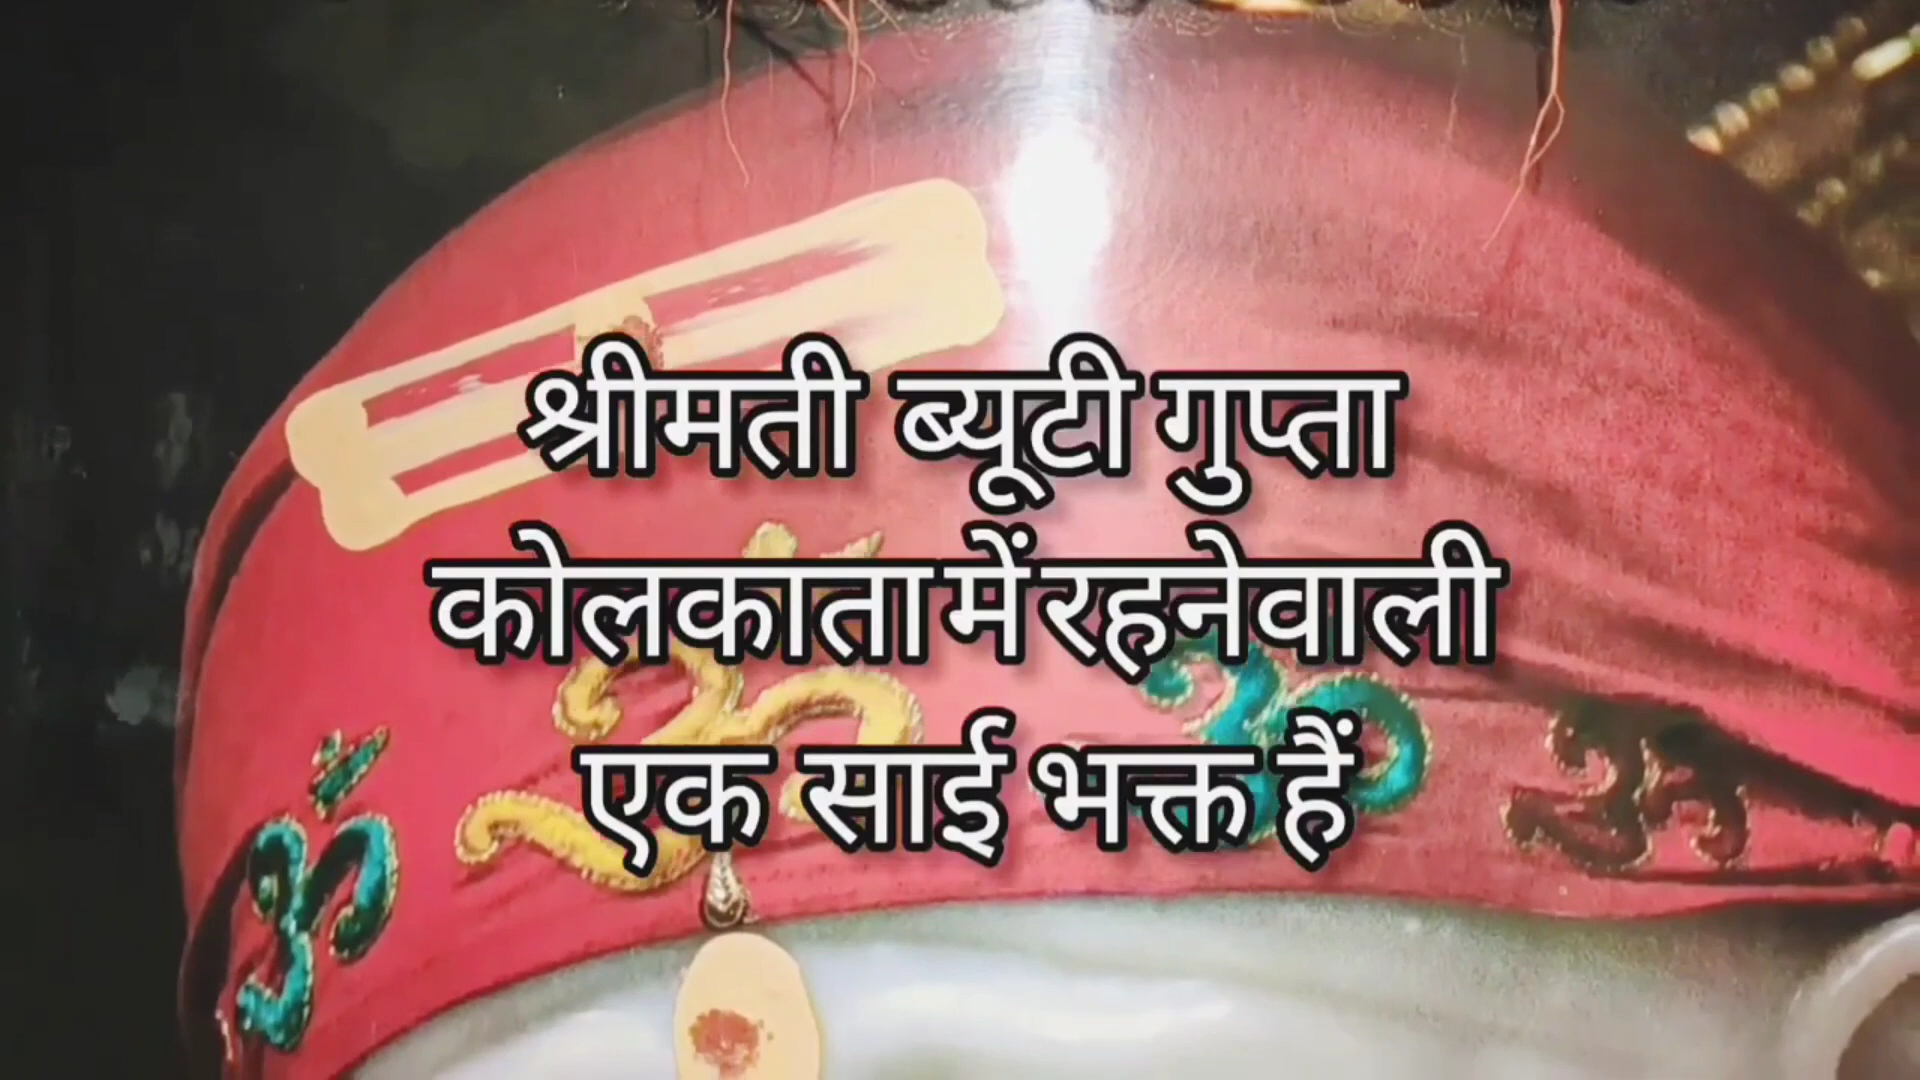 श्रीमती ब्यूटी गुप्ता
कोलकाता में रहनेवाली
एक साई भक्त हैं